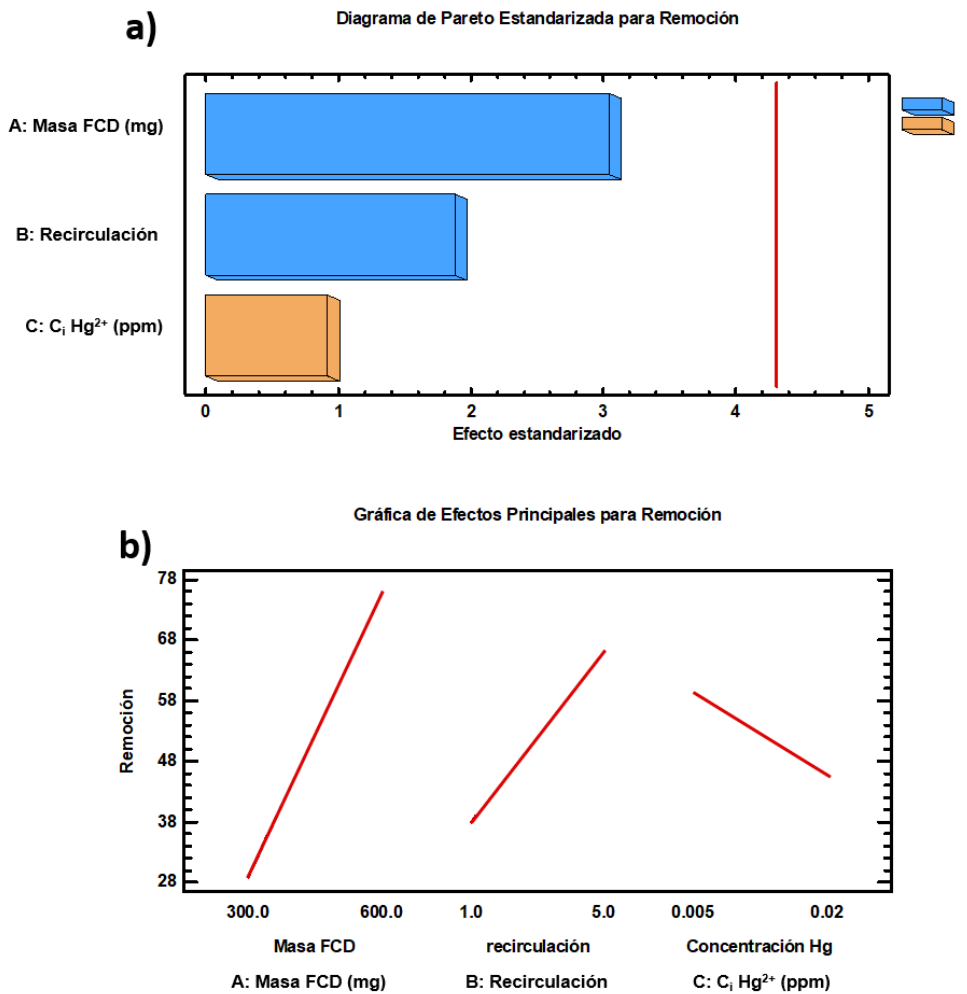 a)
Diagrama de Pareto Estandarizada para Remoción
A: Masa FCD (mg)
B: Recirculación
C: Cᵢ Hg²⁺ (ppm)
0 1 2 3 4 5
Efecto estandarizado
Gráfica de Efectos Principales para Remoción
b)
78
68
58
48
38
28
Remoción
300.0 600.0 1.0 5.0 0.005 0.02
Masa FCD recirculación Concentración Hg
A: Masa FCD (mg) B: Recirculación C: Cᵢ Hg²⁺ (ppm)